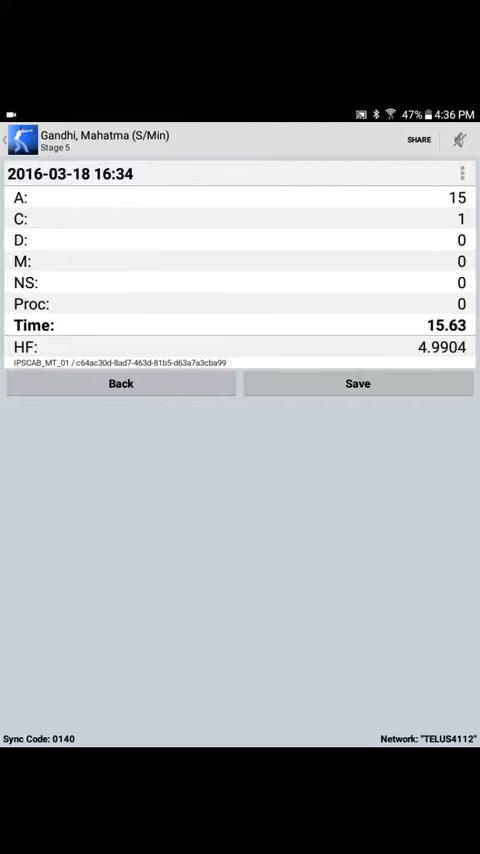 47% 4:36 PM
Gandhi, Mahatma (S/Min)
Stage 5
SHARE
2016-03-18 16:34
A: 15
C: 1
D: 0
M: 0
NS: 0
Proc: 0
Time: 15.63
HF: 4.9904
IPSCAB_MT_01 / c64ac30d-8ad7-463d-81b5-d63a7a3cba99
Back Save
Sync Code: 0140 Network: "TELUS4112"